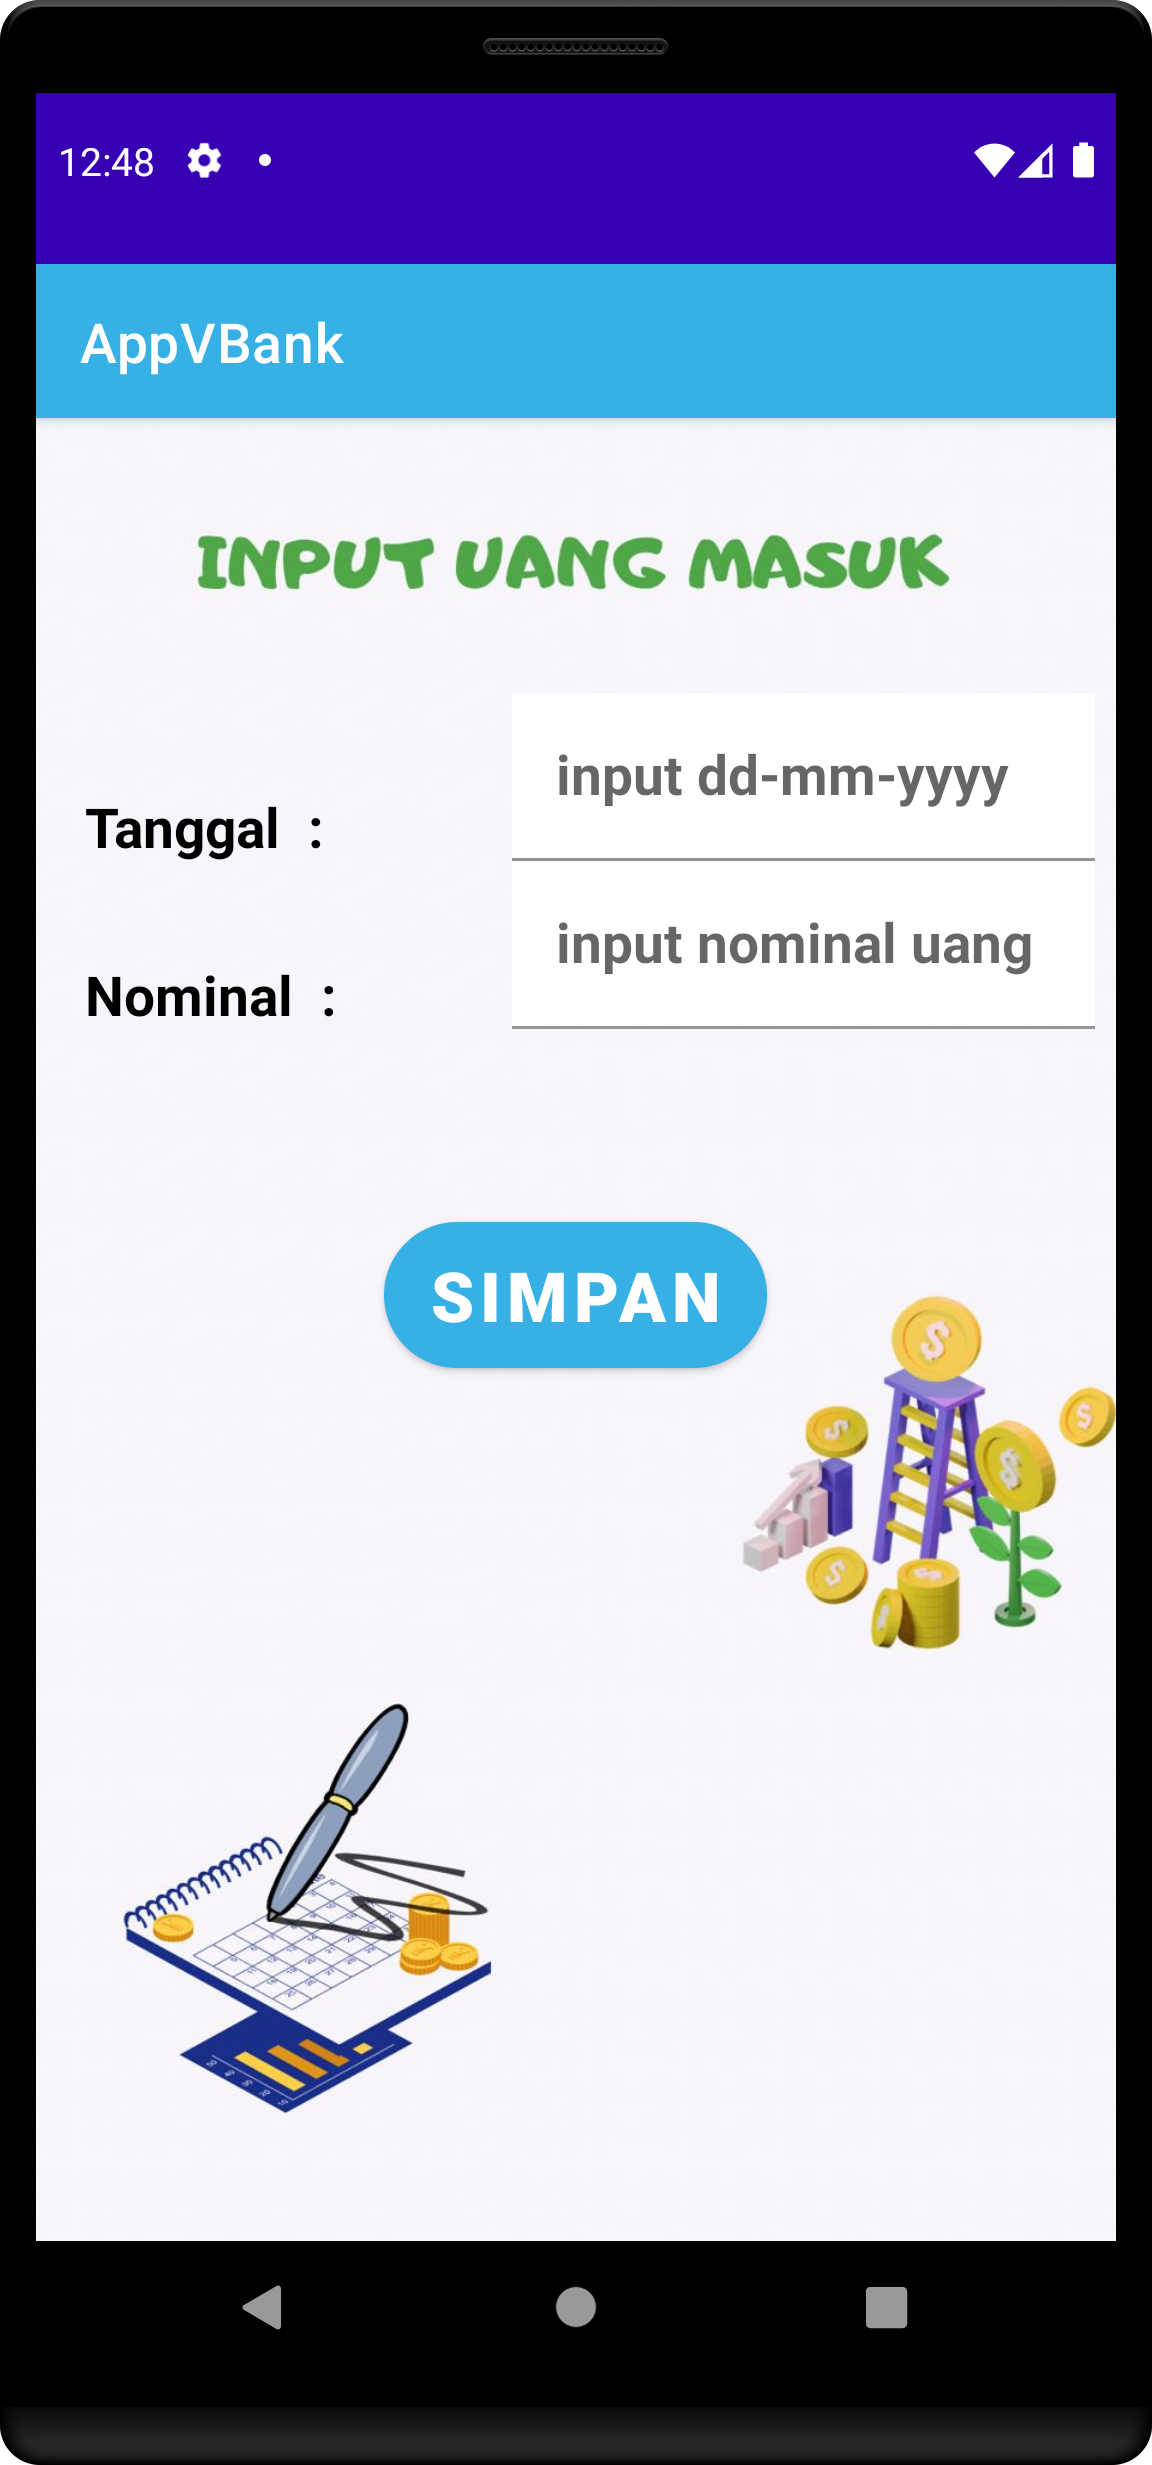 12:48
AppVBank
INPUT UANG MASUK
input dd-mm-yyyy
Tanggal :
input nominal uang
Nominal :
SIMPAN